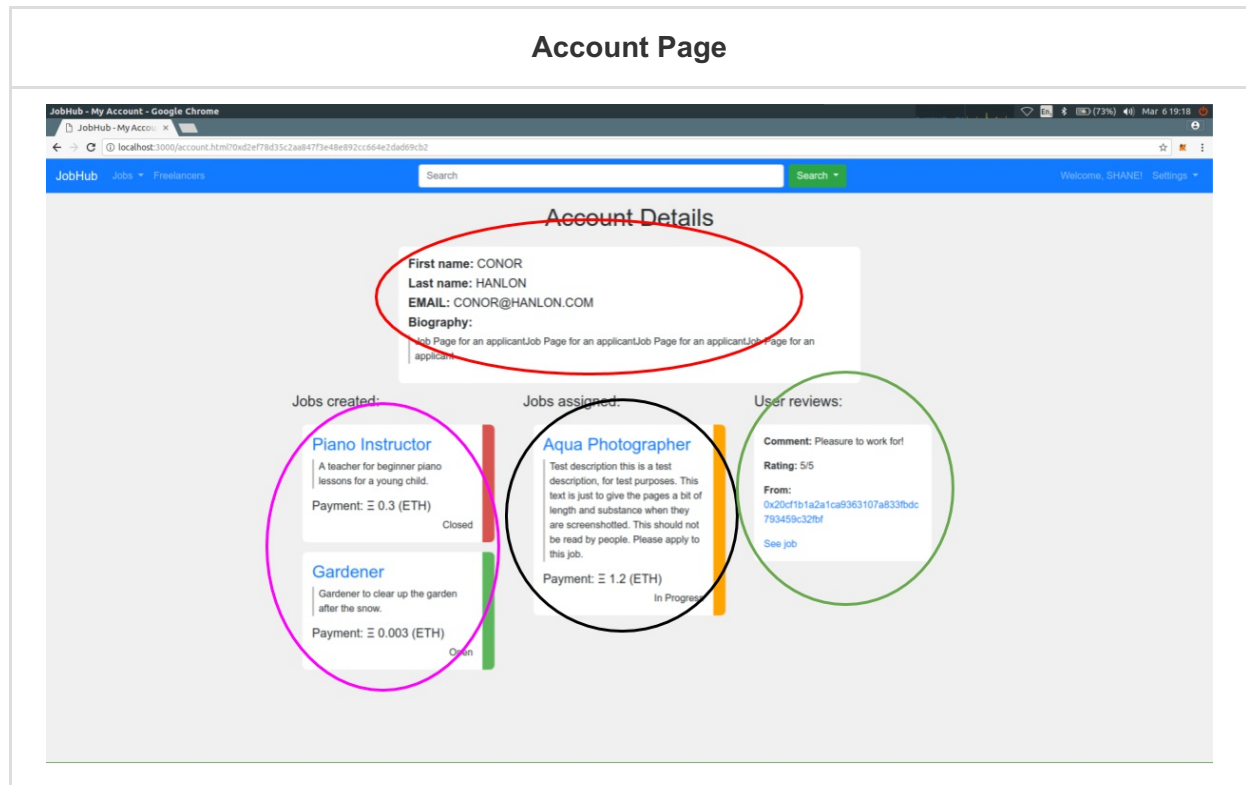 Account Page
JobHub - My Account - Google Chrome
En
(73%)
Mar 6 19:18
JobHub - My Accou
localhost:3000/account.html?0xd2ef78d35c2aa847f3e48e892cc664e2dad69cb2
JobHub Jobs Freelancers Search Search Welcome, SHANE! Settings
Account Details
First name: CONOR
Last name: HANLON
EMAIL: CONOR@HANLON.COM
Biography:
Job Page for an applicantJob Page for an applicantJob Page for an applicantJob Page for an
applicant
Jobs created:
Piano Instructor
A teacher for beginner piano
lessons for a young child.
Payment: Ξ 0.3 (ETH)
Closed
Gardener
Gardener to clear up the garden
after the snow.
Payment: Ξ 0.003 (ETH)
Open
Jobs assigned:
Aqua Photographer
Test description this is a test
description, for test purposes. This
text is just to give the pages a bit of
length and substance when they
are screenshotted. This should not
be read by people. Please apply to
this job.
Payment: Ξ 1.2 (ETH)
In Progress
User reviews:
Comment: Pleasure to work for!
Rating: 5/5
From:
0x20cf1b1a2a1ca9363107a833fbdc
793459c32fbf
See job